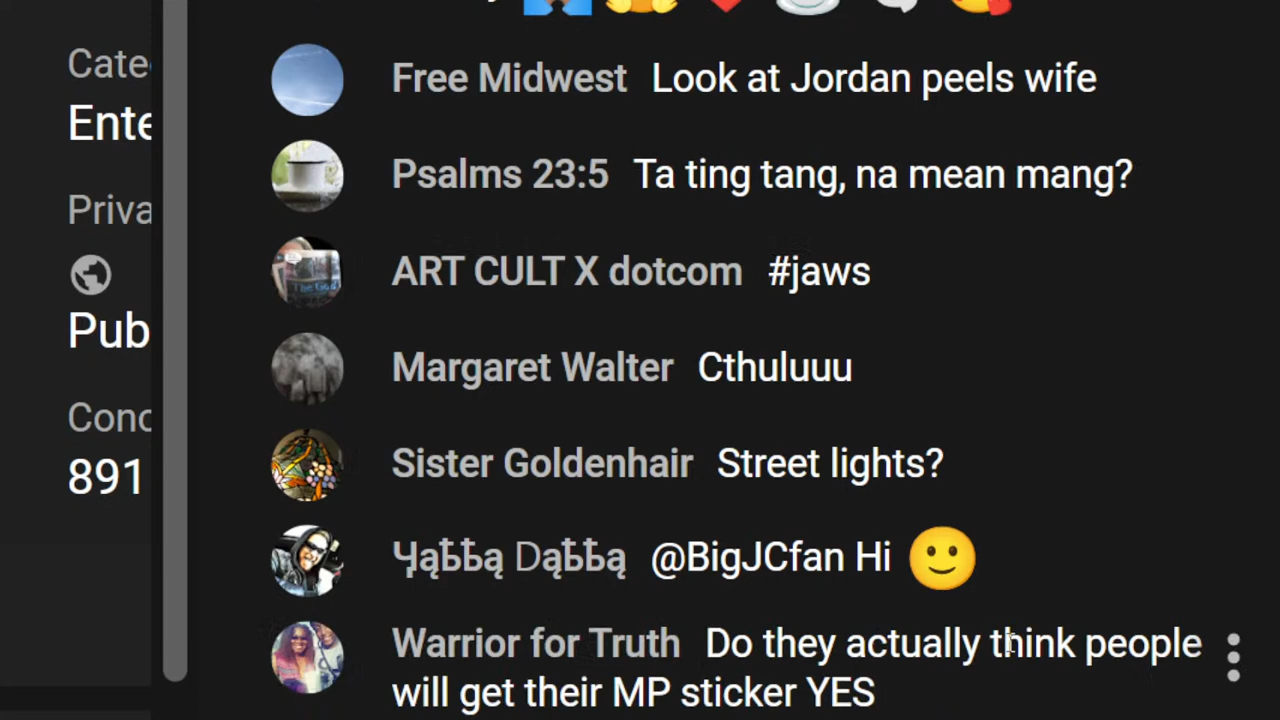 Cate
Ente
Priva
Pub
Conc
891
Free Midwest Look at Jordan peels wife
Psalms 23:5 Ta ting tang, na mean mang?
ART CULT X dotcom #jaws
Margaret Walter Cthuluuu
Sister Goldenhair Street lights?
Ҷąѣѣą Dąѣѣą @BigJCfan Hi 🙂
Warrior for Truth Do they actually think people
will get their MP sticker YES